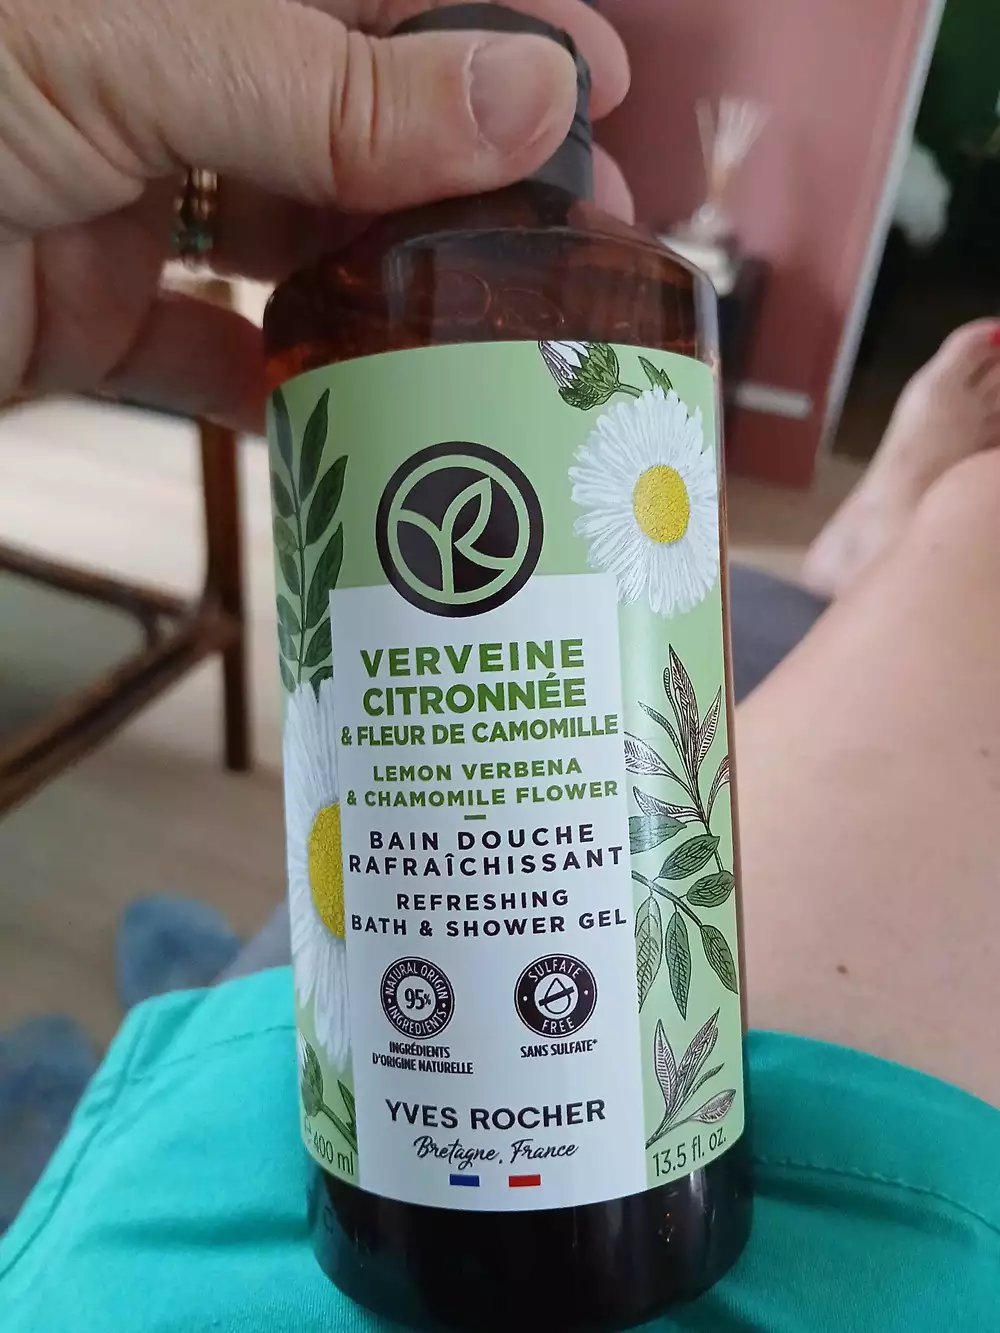 VERVEINE
CITRONNÉE
& FLEUR DE CAMOMILLE
LEMON VERBENA
& CHAMOMILE FLOWER
BAIN DOUCHE
RAFRAÎCHISSANT
REFRESHING
BATH & SHOWER GEL
NATURAL ORIGIN
95%
INGREDIENTS
SULFATE
FREE
INGRÉDIENTS
D'ORIGINE NATURELLE
SANS SULFATE*
YVES ROCHER
Bretagne, France
400 ml
13.5 fl. oz.